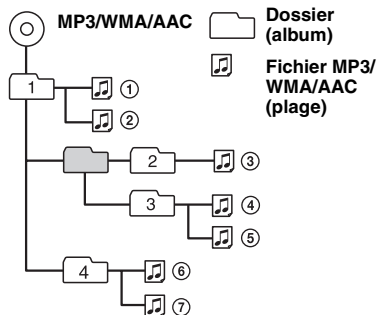 MP3/WMA/AAC
Dossier
(album)
Fichier MP3/
WMA/AAC
(plage)
1
①
②
2
③
3
④
⑤
4
⑥
⑦